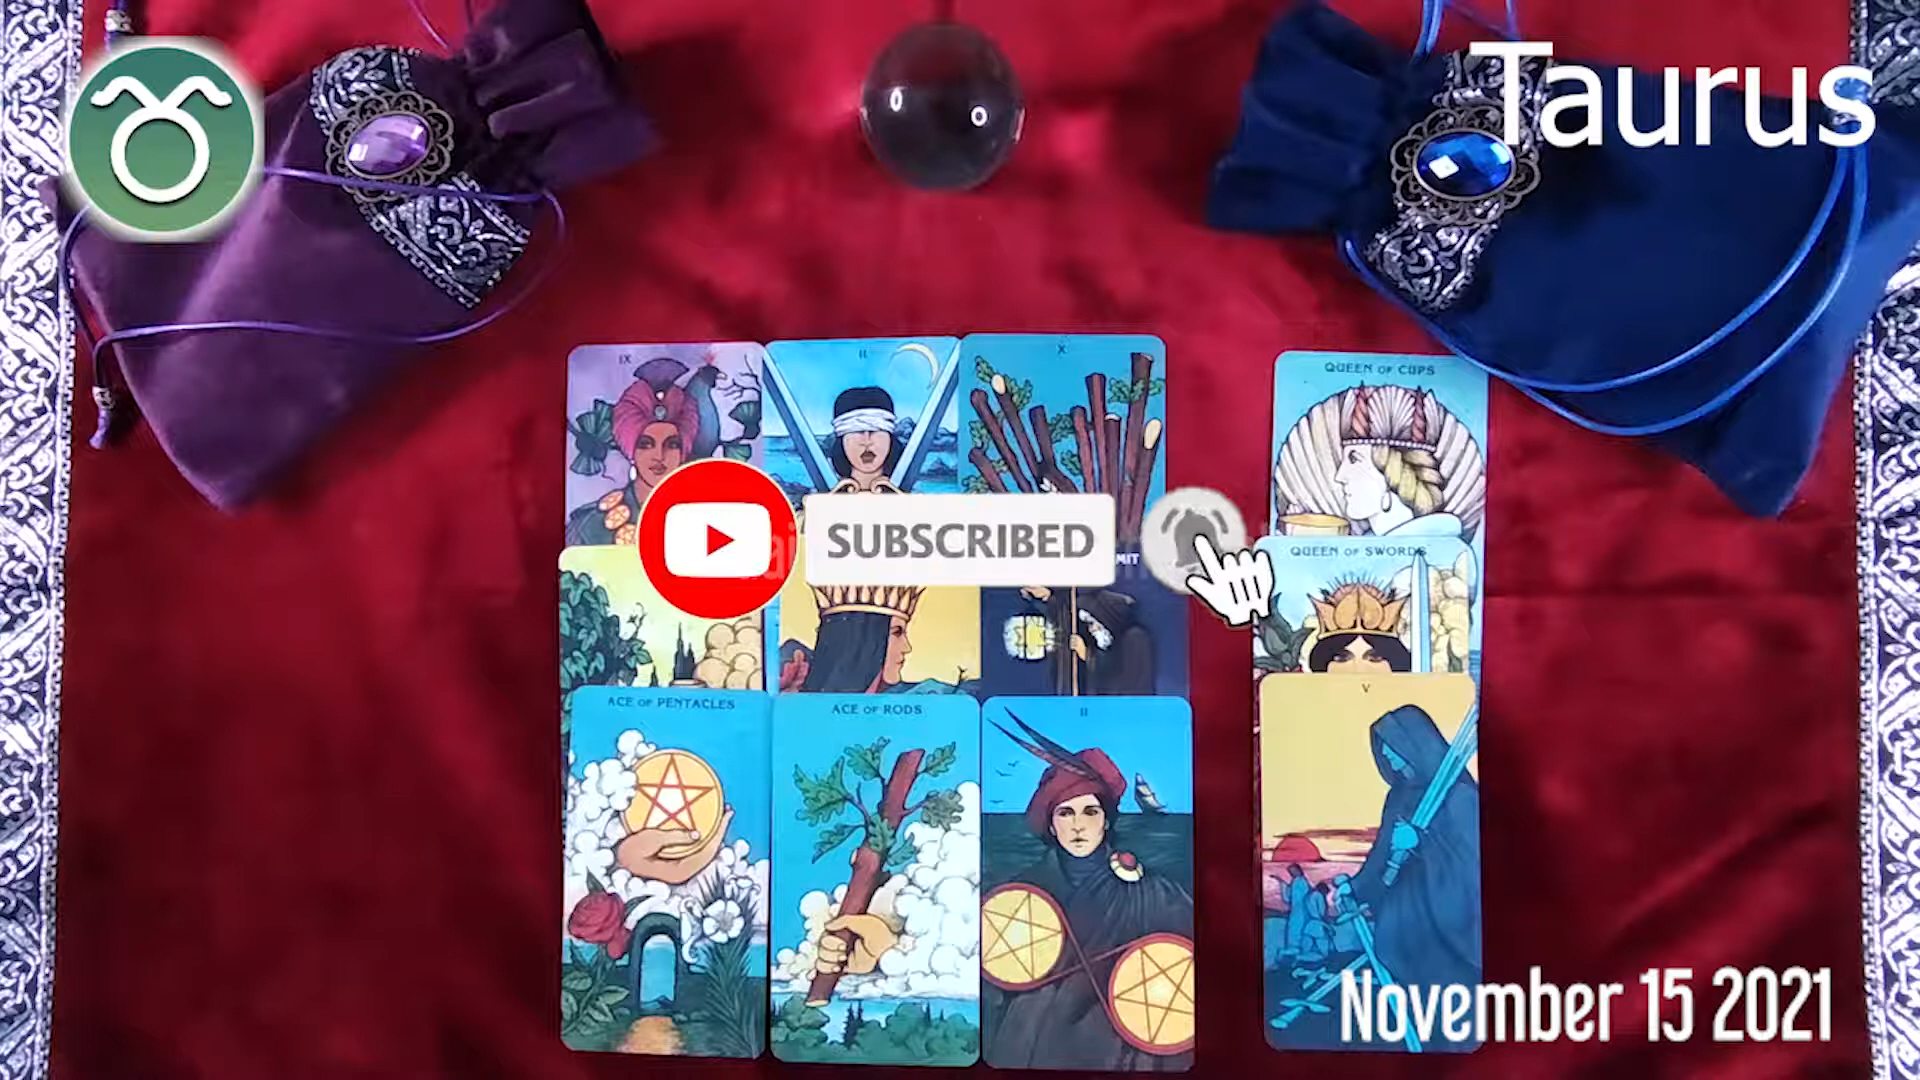 Taurus
IX
II
X
QUEEN OF CUPS
SUBSCRIBED
MIT
QUEEN OF SWORDS
ACE OF PENTACLES
ACE OF RODS
II
V
November 15 2021